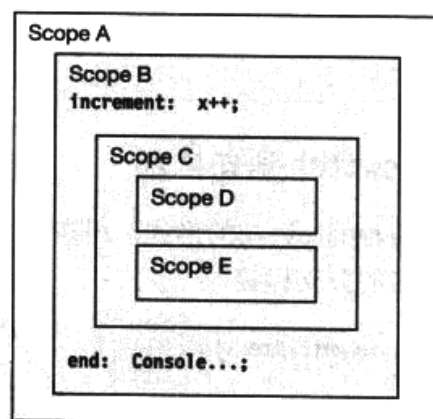 Scope A
Scope B
increment: x++;
Scope C
Scope D
Scope E
end: Console...;